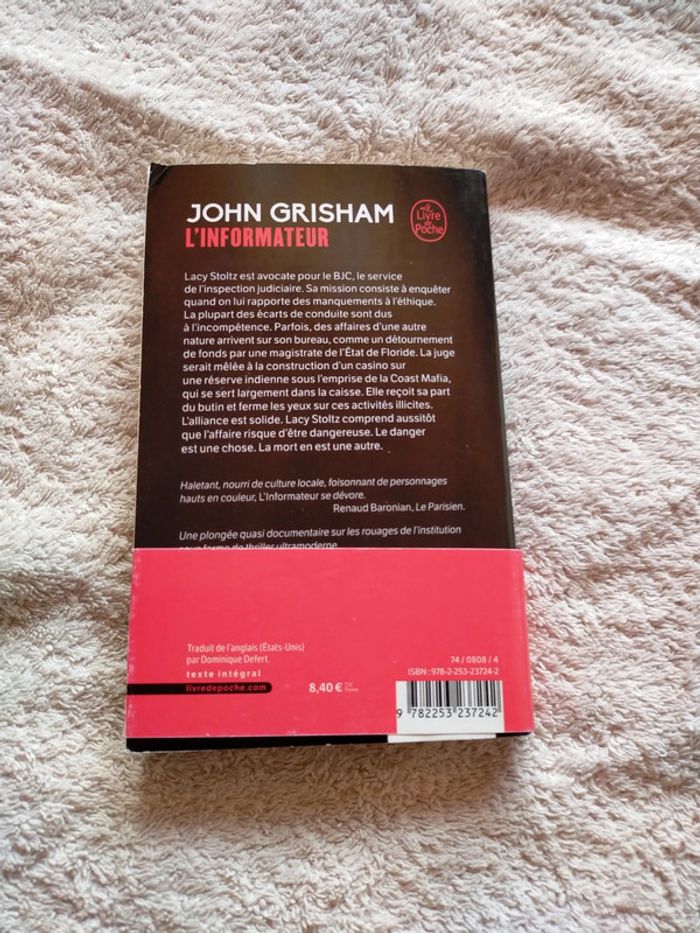 JOHN GRISHAM
L'INFORMATEUR
Le
Livre
de
Poche
Lacy Stoltz est avocate pour le BJC, le service
de l'inspection judiciaire. Sa mission consiste à enquêter
quand on lui rapporte des manquements à l'éthique.
La plupart des écarts de conduite sont dus
à l'incompétence. Parfois, des affaires d'une autre
nature arrivent sur son bureau, comme un détournement
de fonds par une magistrate de l'État de Floride. La juge
serait mêlée à la construction d'un casino sur
une réserve indienne sous l'emprise de la Coast Mafia,
qui se sert largement dans la caisse. Elle reçoit sa part
du butin et ferme les yeux sur ces activités illicites.
L'alliance est solide. Lacy Stoltz comprend aussitôt
que l'affaire risque d'être dangereuse. Le danger
est une chose. La mort en est une autre.
Haletant, nourri de culture locale, foisonnant de personnages
hauts en couleur, L'Informateur se dévore.
Renaud Baronian, Le Parisien.
Une plongée quasi documentaire sur les rouages de l'institution
sous forme de thriller ultramoderne
Traduit de l'anglais (États-Unis)
par Dominique Defert.
texte intégral
livredepoche.com
8,40 €
74 / 0808 / 4
ISBN : 978-2-253-23724-2
9 782253 237242